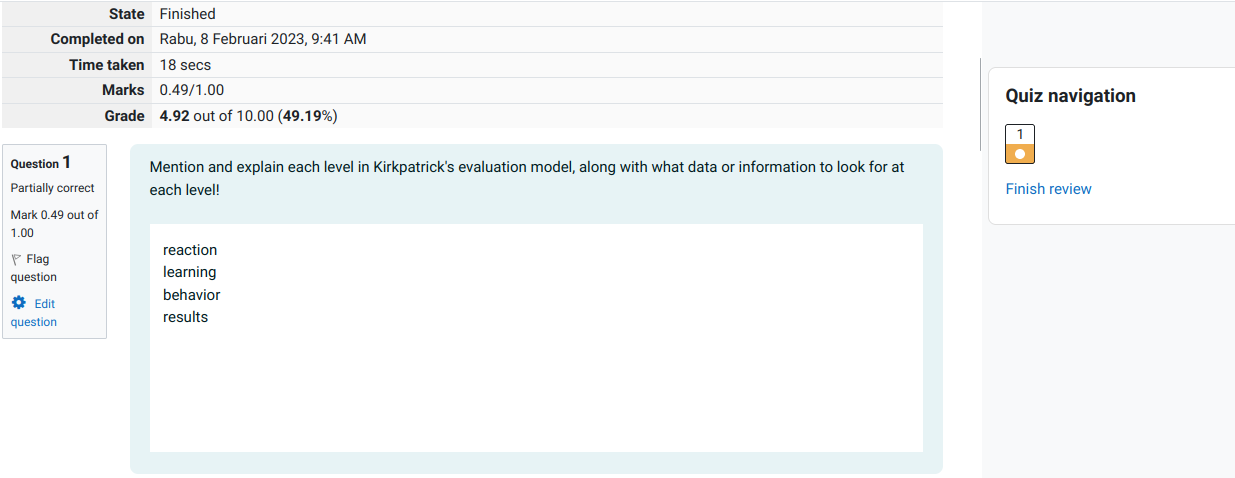 State Finished
Completed on Rabu, 8 Februari 2023, 9:41 AM
Time taken 18 secs
Marks 0.49/1.00
Grade 4.92 out of 10.00 (49.19%)
Question 1
Partially correct
Mark 0.49 out of
1.00
Flag
question
Edit
question
Mention and explain each level in Kirkpatrick's evaluation model, along with what data or information to look for at
each level!
reaction
learning
behavior
results
Quiz navigation
1
Finish review